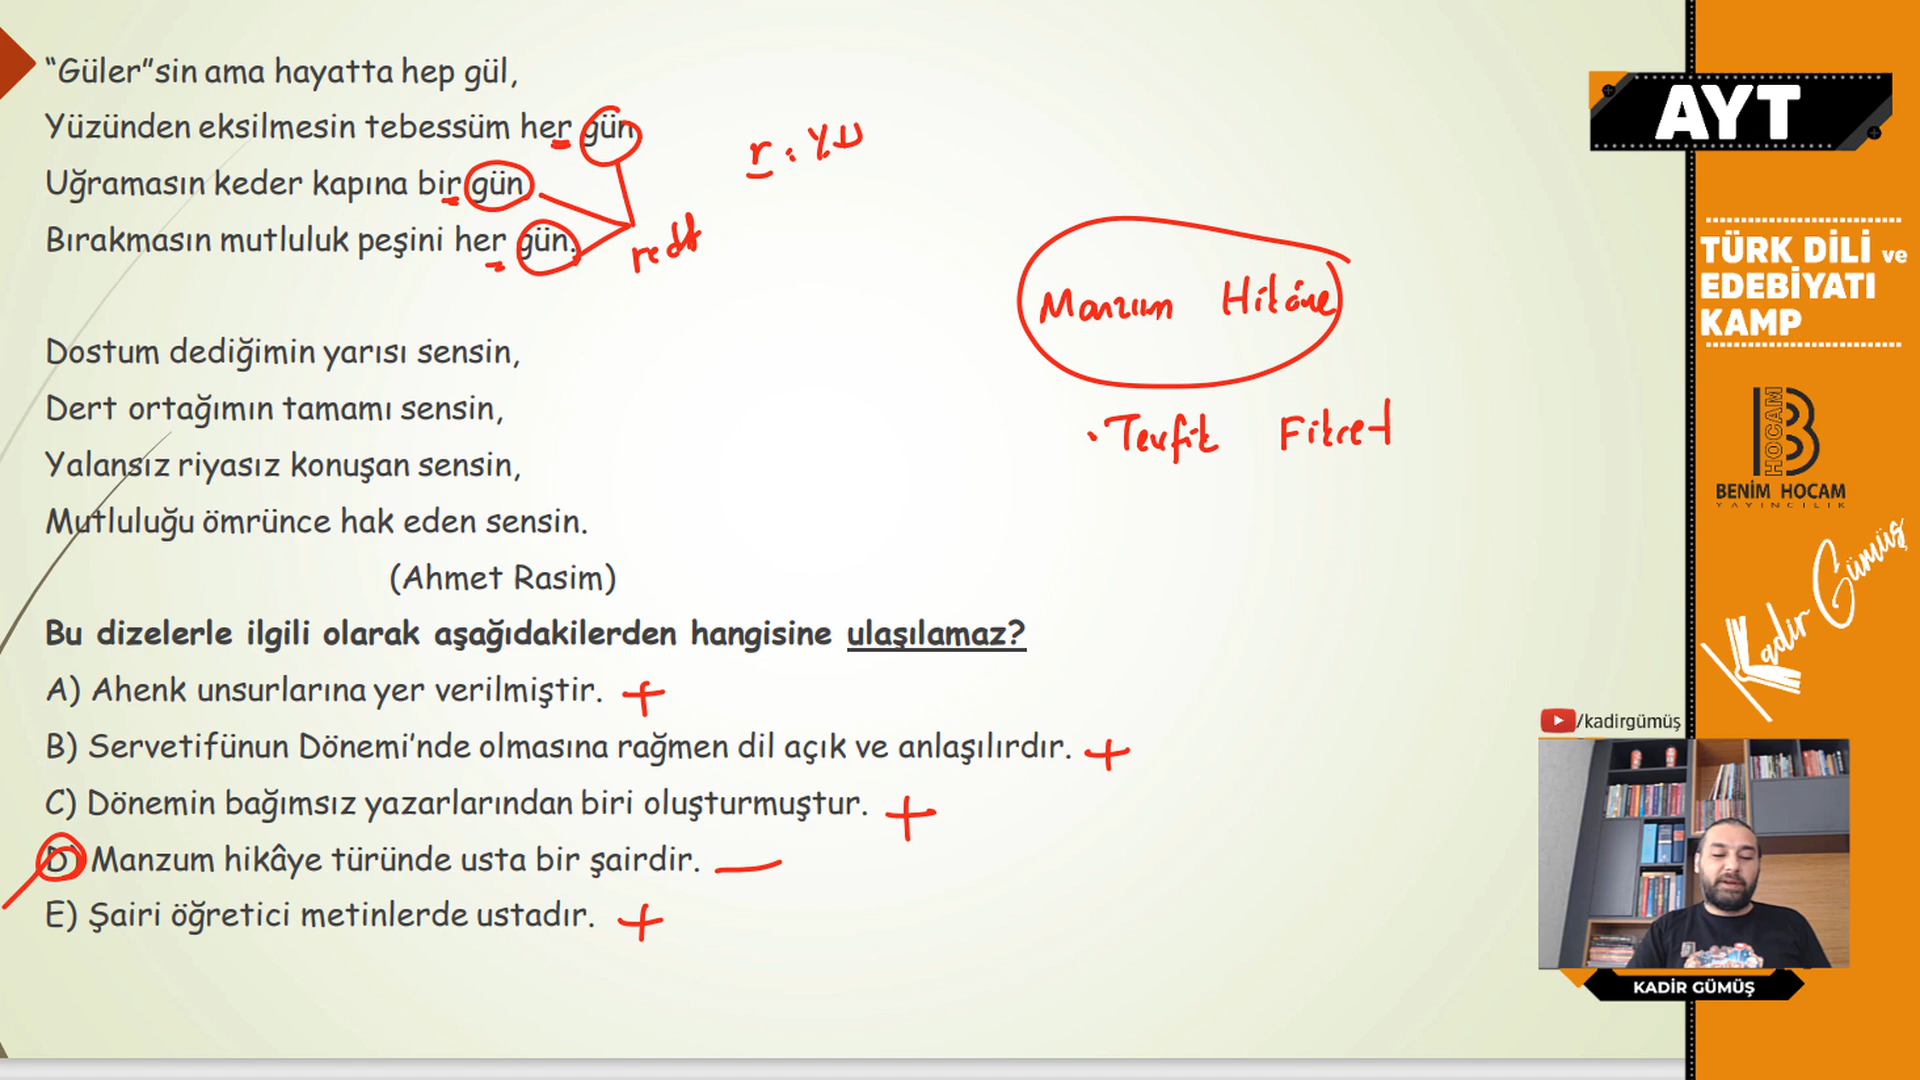 “Güler”sin ama hayatta hep gül,
Yüzünden eksilmesin tebessüm her gün
Uğramasın keder kapına bir gün
Bırakmasın mutluluk peşini her gün.
r: YU
redif
Manzum Hikâye
• Tevfik Fikret
Dostum dediğimin yarısı sensin,
Dert ortağımın tamamı sensin,
Yalansız riyasız konuşan sensin,
Mutluluğu ömrünce hak eden sensin.
(Ahmet Rasim)
Bu dizelerle ilgili olarak aşağıdakilerden hangisine ulaşılamaz?
A) Ahenk unsurlarına yer verilmiştir. +
B) Servetifünun Dönemi’nde olmasına rağmen dil açık ve anlaşılırdır. +
C) Dönemin bağımsız yazarlarından biri oluşturmuştur. +
D) Manzum hikâye türünde usta bir şairdir. —
E) Şairi öğretici metinlerde ustadır. +
AYT
TÜRK DİLİ ve
EDEBİYATI
KAMP
HOCAM
BENİM HOCAM
YAYINCILIK
Kadir Gümüş
/kadirgümüş
KADİR GÜMÜŞ